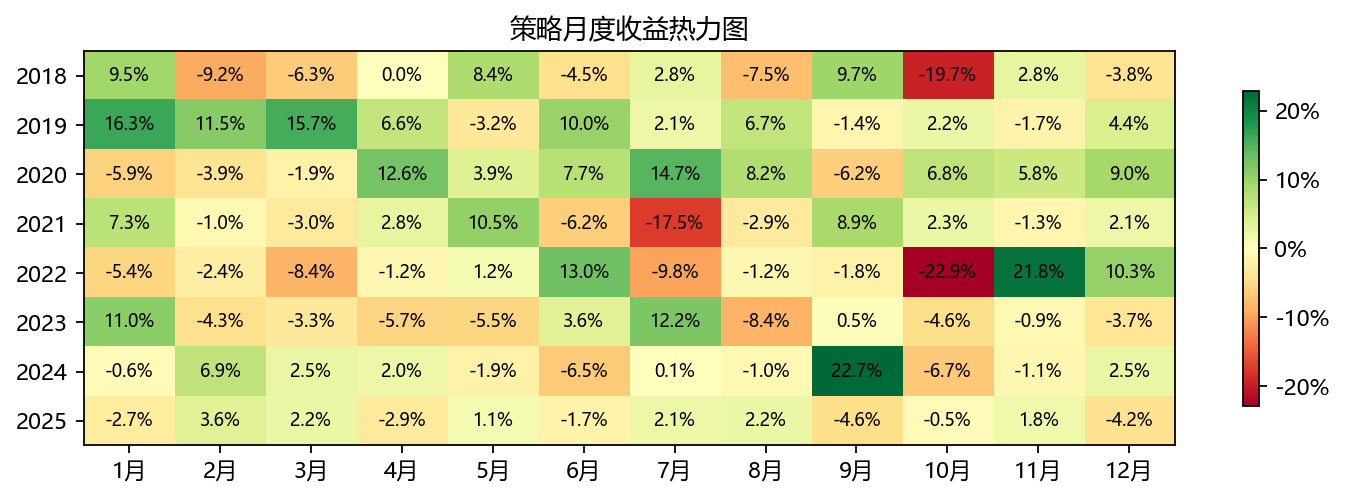 策略月度收益热力图
2018 9.5% -9.2% -6.3% 0.0% 8.4% -4.5% 2.8% -7.5% 9.7% -19.7% 2.8% -3.8%
2019 16.3% 11.5% 15.7% 6.6% -3.2% 10.0% 2.1% 6.7% -1.4% 2.2% -1.7% 4.4%
2020 -5.9% -3.9% -1.9% 12.6% 3.9% 7.7% 14.7% 8.2% -6.2% 6.8% 5.8% 9.0%
2021 7.3% -1.0% -3.0% 2.8% 10.5% -6.2% -17.5% -2.9% 8.9% 2.3% -1.3% 2.1%
2022 -5.4% -2.4% -8.4% -1.2% 1.2% 13.0% -9.8% -1.2% -1.8% -22.9% 21.8% 10.3%
2023 11.0% -4.3% -3.3% -5.7% -5.5% 3.6% 12.2% -8.4% 0.5% -4.6% -0.9% -3.7%
2024 -0.6% 6.9% 2.5% 2.0% -1.9% -6.5% 0.1% -1.0% 22.7% -6.7% -1.1% 2.5%
2025 -2.7% 3.6% 2.2% -2.9% 1.1% -1.7% 2.1% 2.2% -4.6% -0.5% 1.8% -4.2%
1月 2月 3月 4月 5月 6月 7月 8月 9月 10月 11月 12月
20%
10%
0%
-10%
-20%